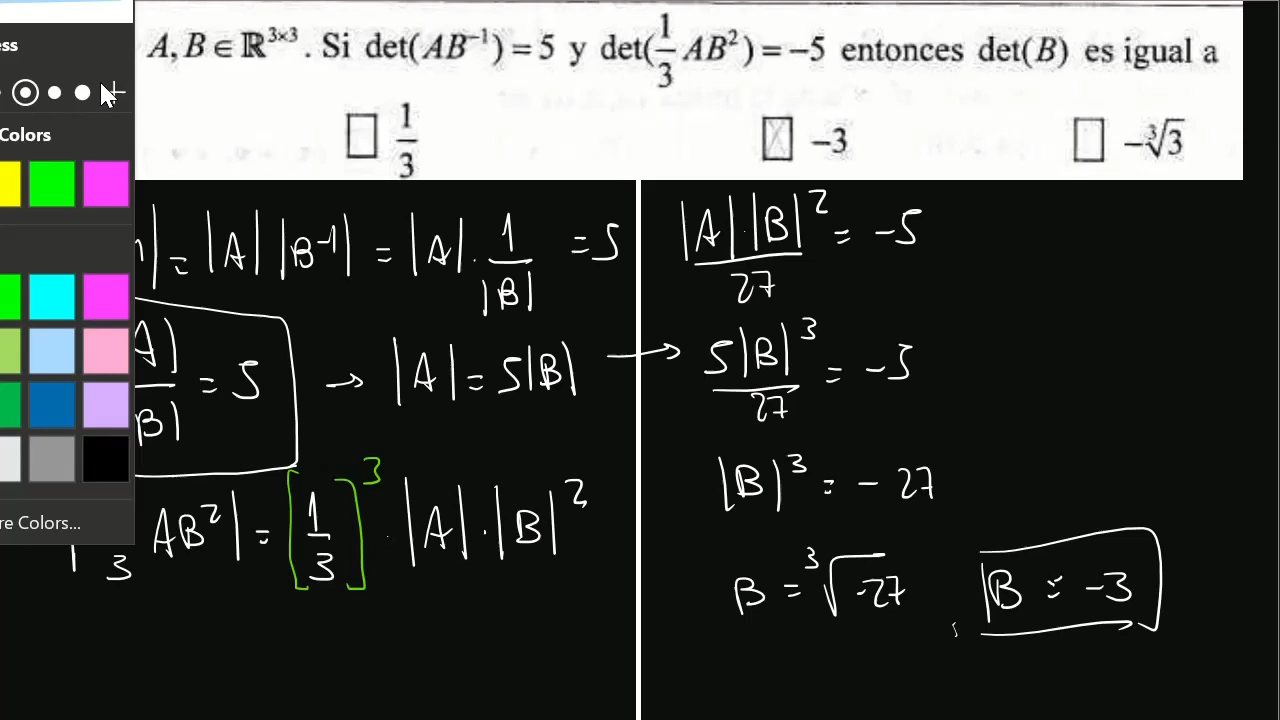 A, B ∈ ℝ³ˣ³. Si det(AB⁻¹) = 5 y det(1/3 AB²) = −5 entonces det(B) es igual a
1/3
−3
−∛3
ess
Colors
re Colors...
| = |A| |B⁻¹| = |A| · 1/|B| = 5
A|/B| = 5 → |A| = 5|B| →
3 AB²| = [1/3]³ · |A| · |B|²
|A| · |B|²/27 = −5
5|B|³/27 = −5
|B|³ = − 27
B = ∛-27
|B = −3